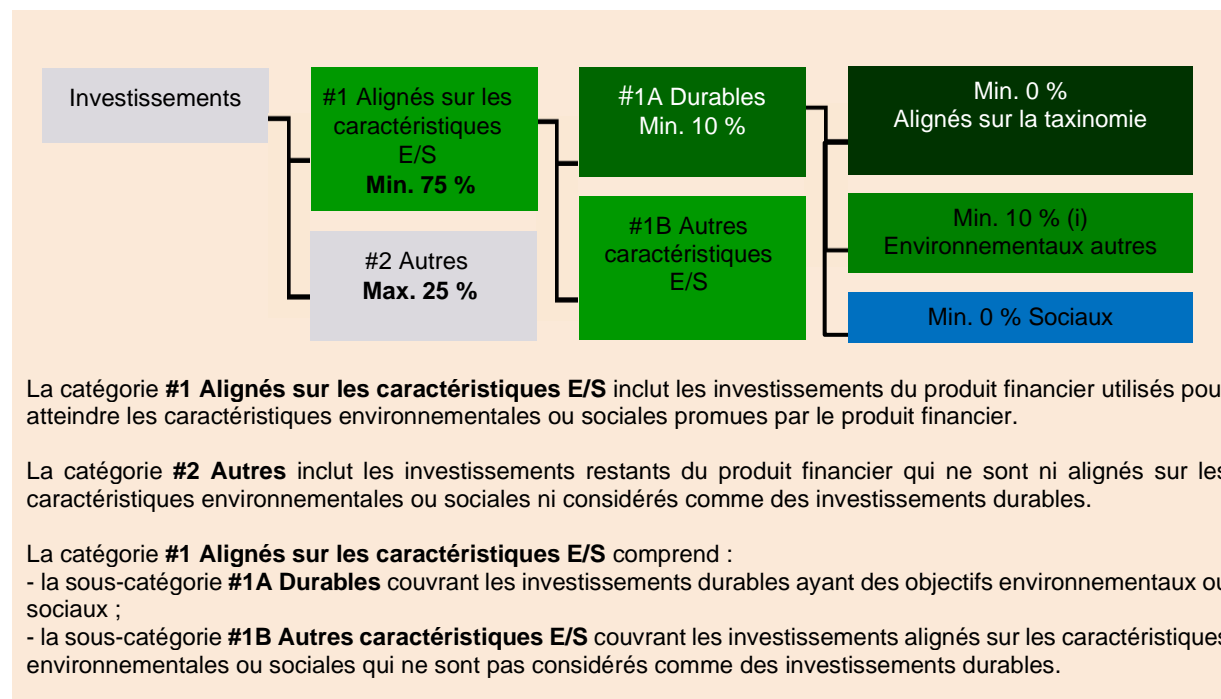 Investissements
#1 Alignés sur les
caractéristiques
E/S
Min. 75 %
#2 Autres
Max. 25 %
#1A Durables
Min. 10 %
#1B Autres
caractéristiques
E/S
Min. 0 %
Alignés sur la taxinomie
Min. 10 % (i)
Environnementaux autres
Min. 0 % Sociaux
La catégorie #1 Alignés sur les caractéristiques E/S inclut les investissements du produit financier utilisés pou
atteindre les caractéristiques environnementales ou sociales promues par le produit financier.
La catégorie #2 Autres inclut les investissements restants du produit financier qui ne sont ni alignés sur les
caractéristiques environnementales ou sociales ni considérés comme des investissements durables.
La catégorie #1 Alignés sur les caractéristiques E/S comprend :
- la sous-catégorie #1A Durables couvrant les investissements durables ayant des objectifs environnementaux ou
sociaux ;
- la sous-catégorie #1B Autres caractéristiques E/S couvrant les investissements alignés sur les caractéristiques
environnementales ou sociales qui ne sont pas considérés comme des investissements durables.